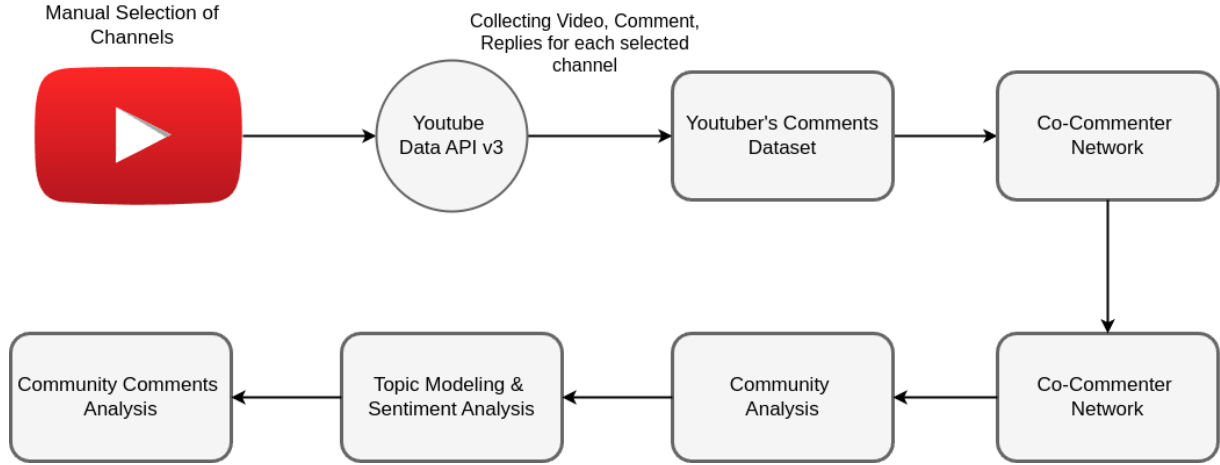 Manual Selection of
Channels
Collecting Video, Comment,
Replies for each selected
channel
Youtube
Data API v3
Youtuber's Comments
Dataset
Co-Commenter
Network
Community Comments
Analysis
Topic Modeling &
Sentiment Analysis
Community
Analysis
Co-Commenter
Network